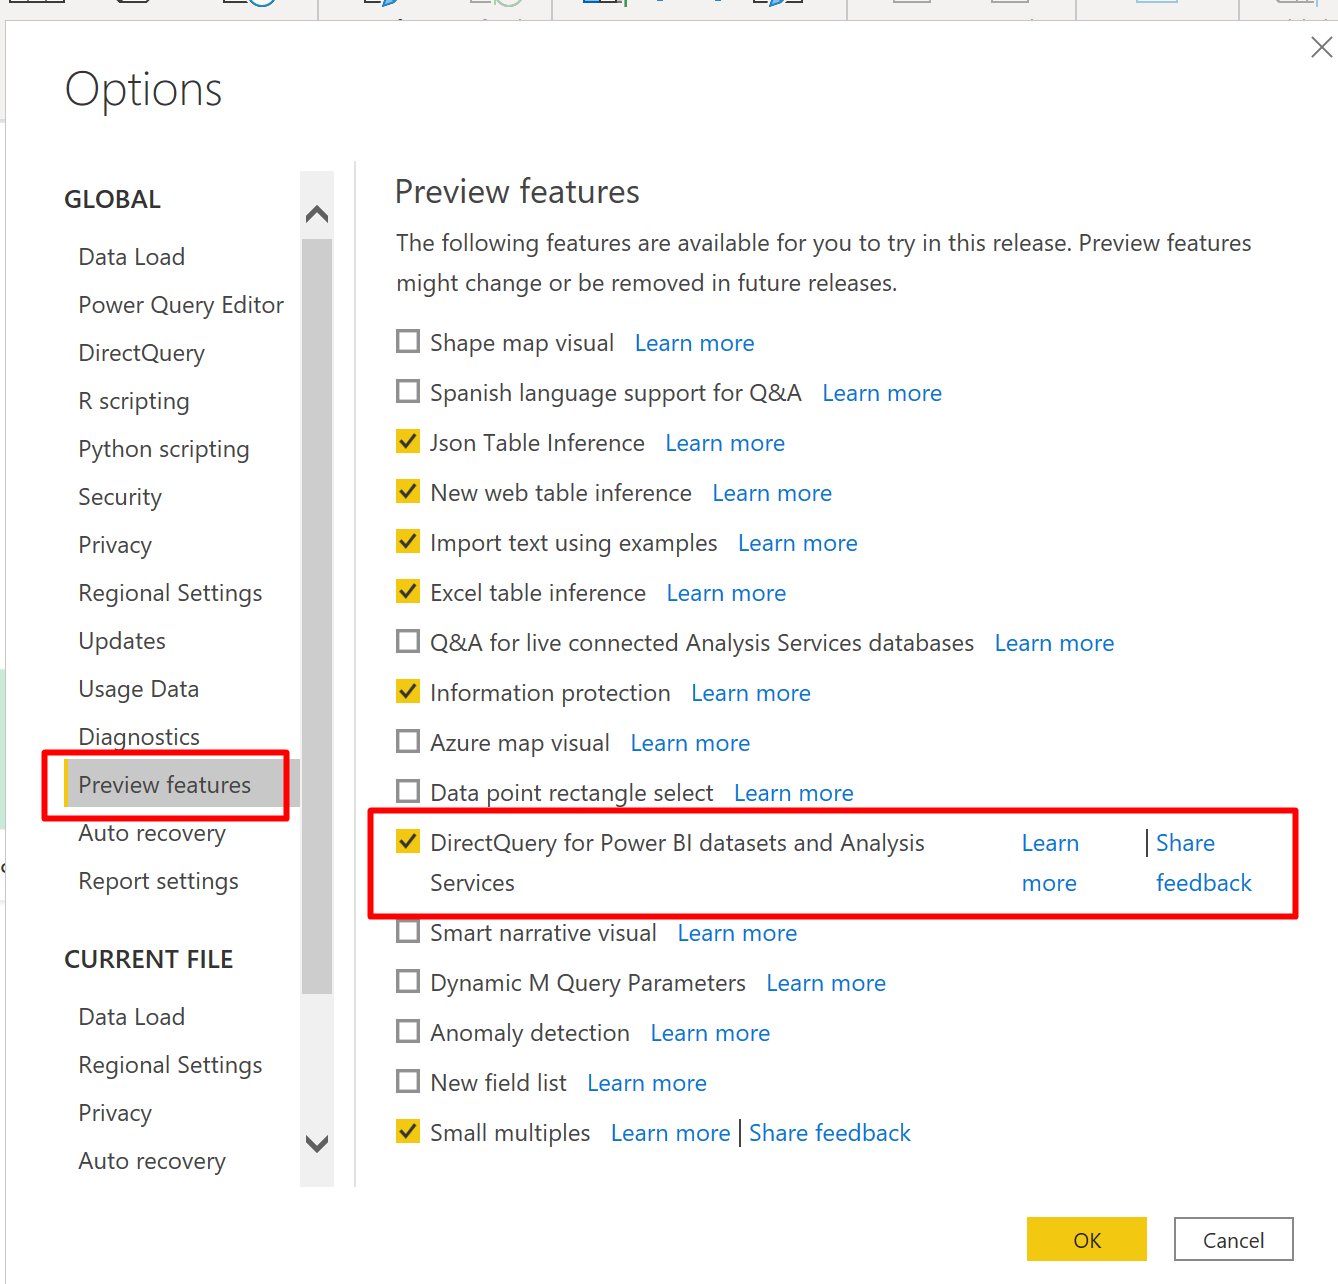 Options
GLOBAL
Data Load
Power Query Editor
DirectQuery
R scripting
Python scripting
Security
Privacy
Regional Settings
Updates
Usage Data
Diagnostics
Preview features
Auto recovery
Report settings
CURRENT FILE
Data Load
Regional Settings
Privacy
Auto recovery
Preview features
The following features are available for you to try in this release. Preview features
might change or be removed in future releases.
Shape map visual Learn more
Spanish language support for Q&A Learn more
Json Table Inference Learn more
New web table inference Learn more
Import text using examples Learn more
Excel table inference Learn more
Q&A for live connected Analysis Services databases Learn more
Information protection Learn more
Azure map visual Learn more
Data point rectangle select Learn more
DirectQuery for Power BI datasets and Analysis Learn | Share
Services more feedback
Smart narrative visual Learn more
Dynamic M Query Parameters Learn more
Anomaly detection Learn more
New field list Learn more
Small multiples Learn more | Share feedback
OK Cancel